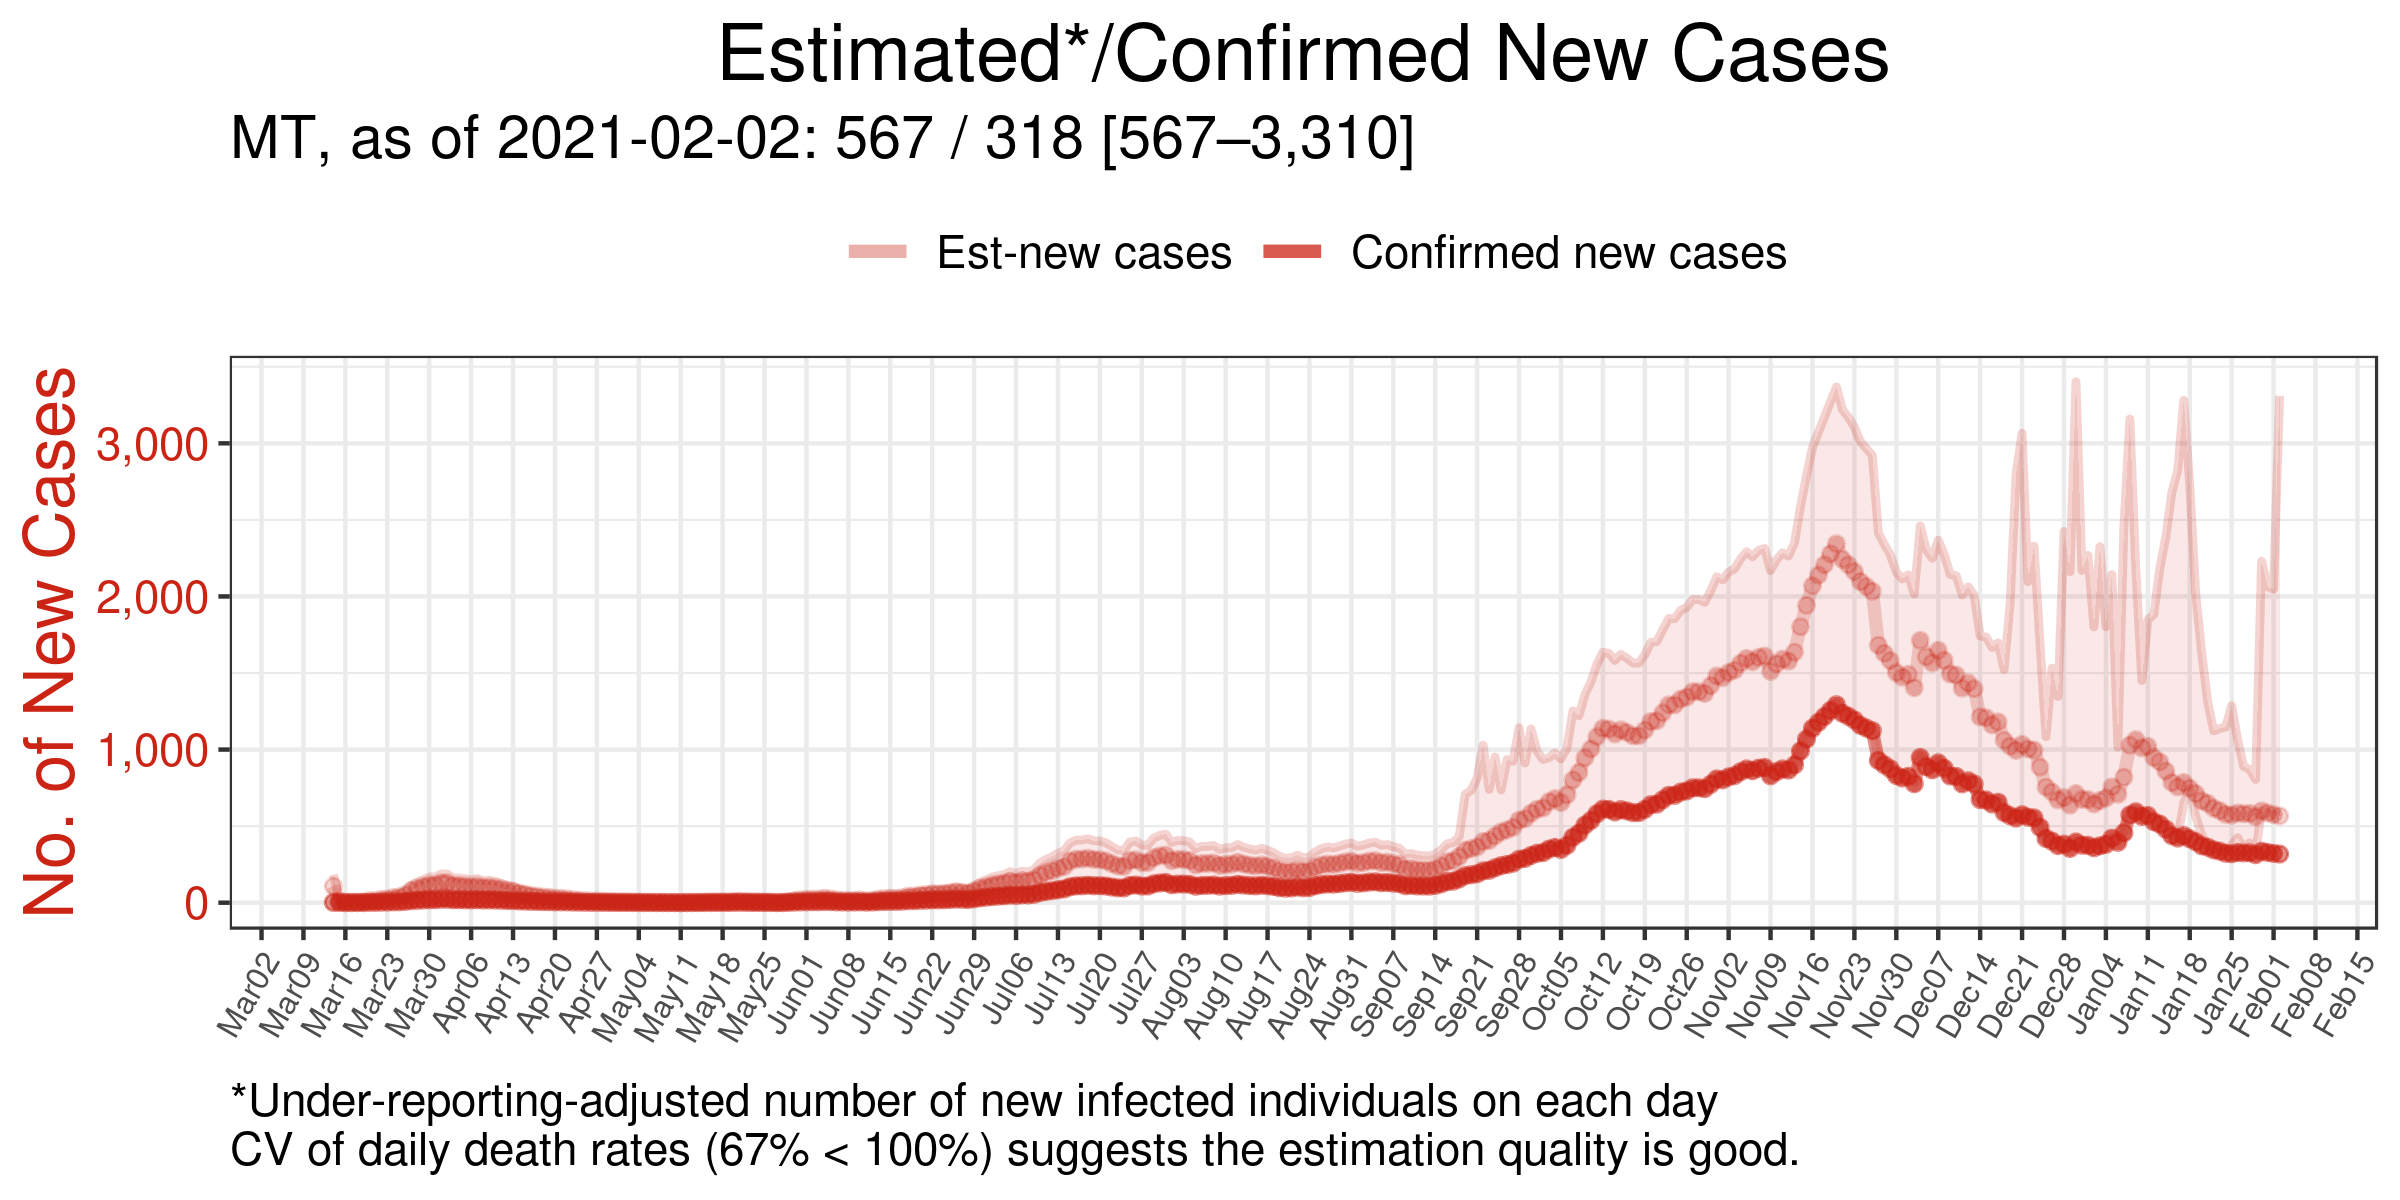 Estimated*/Confirmed New Cases
MT, as of 2021-02-02: 567 / 318 [567–3,310]
Est-new cases Confirmed new cases
No. of New Cases
3,000
2,000
1,000
0
Mar02 Mar09 Mar16 Mar23 Mar30 Apr06 Apr13 Apr20 Apr27 May04 May11 May18 May25 Jun01 Jun08 Jun15 Jun22 Jun29 Jul06 Jul13 Jul20 Jul27 Aug03 Aug10 Aug17 Aug24 Aug31 Sep07 Sep14 Sep21 Sep28 Oct05 Oct12 Oct19 Oct26 Nov02 Nov09 Nov16 Nov23 Nov30 Dec07 Dec14 Dec21 Dec28 Jan04 Jan11 Jan18 Jan25 Feb01 Feb08 Feb15
*Under-reporting-adjusted number of new infected individuals on each day
CV of daily death rates (67% < 100%) suggests the estimation quality is good.